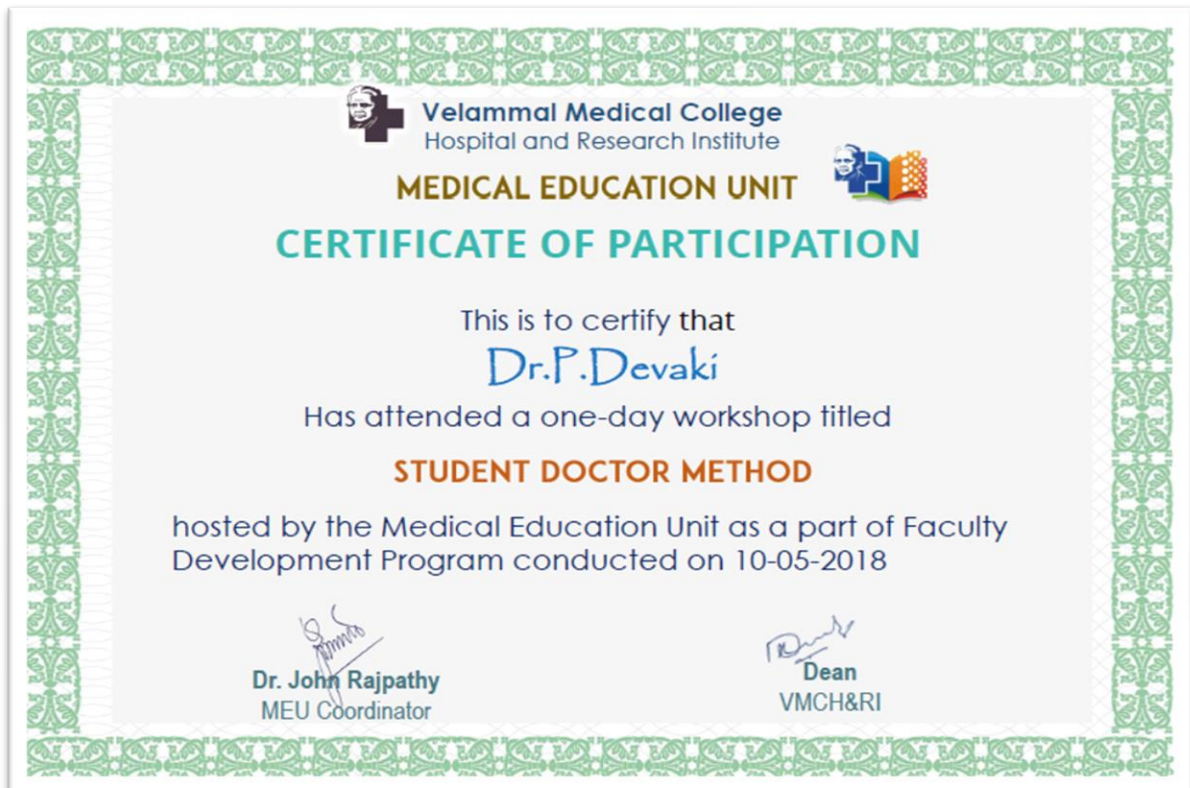 Velammal Medical College
Hospital and Research Institute
MEDICAL EDUCATION UNIT
CERTIFICATE OF PARTICIPATION
This is to certify that
Dr.P.Devaki
Has attended a one-day workshop titled
STUDENT DOCTOR METHOD
hosted by the Medical Education Unit as a part of Faculty
Development Program conducted on 10-05-2018
Dr. John Rajpathy
MEU Coordinator
Dean
VMCH&RI